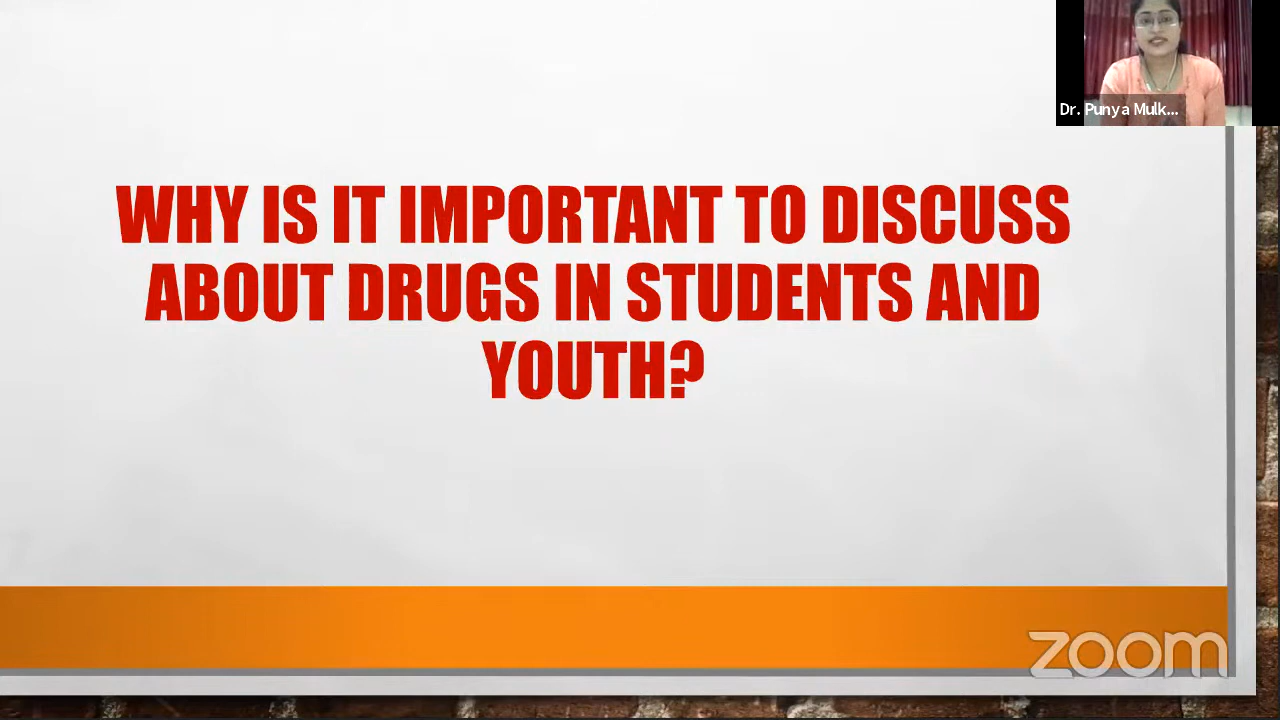 Dr. Punya Mulk...
WHY IS IT IMPORTANT TO DISCUSS
ABOUT DRUGS IN STUDENTS AND
YOUTH?
zoom